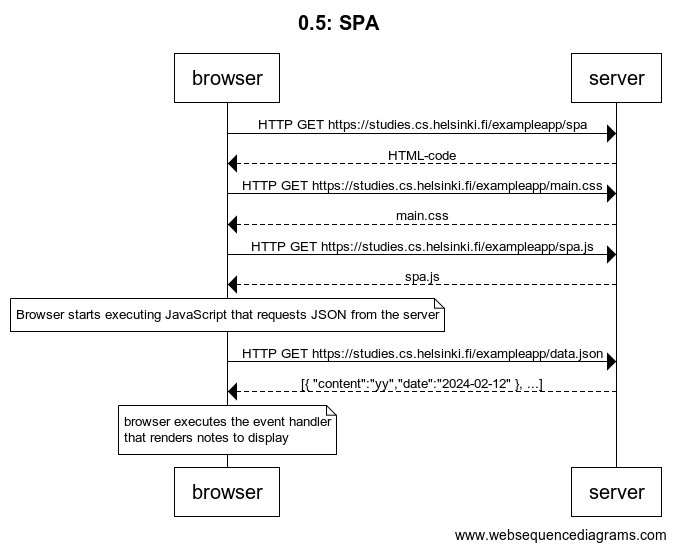 0.5: SPA
browser
server
HTTP GET https://studies.cs.helsinki.fi/exampleapp/spa
HTML-code
HTTP GET https://studies.cs.helsinki.fi/exampleapp/main.css
main.css
HTTP GET https://studies.cs.helsinki.fi/exampleapp/spa.js
spa.js
Browser starts executing JavaScript that requests JSON from the server
HTTP GET https://studies.cs.helsinki.fi/exampleapp/data.json
[{ "content":"yy","date":"2024-02-12" }, ...]
browser executes the event handler
that renders notes to display
browser
server
www.websequencediagrams.com